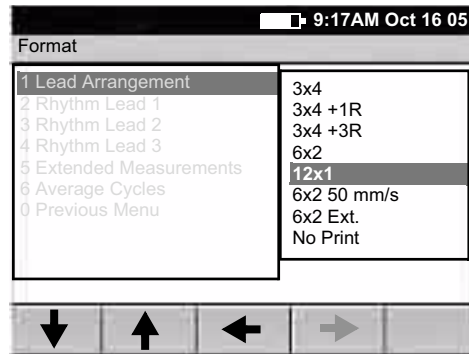 9:17AM Oct 16 05
Format
1 Lead Arrangement
2 Rhythm Lead 1
3 Rhythm Lead 2
4 Rhythm Lead 3
5 Extended Measurements
6 Average Cycles
0 Previous Menu
3x4
3x4 +1R
3x4 +3R
6x2
12x1
6x2 50 mm/s
6x2 Ext.
No Print